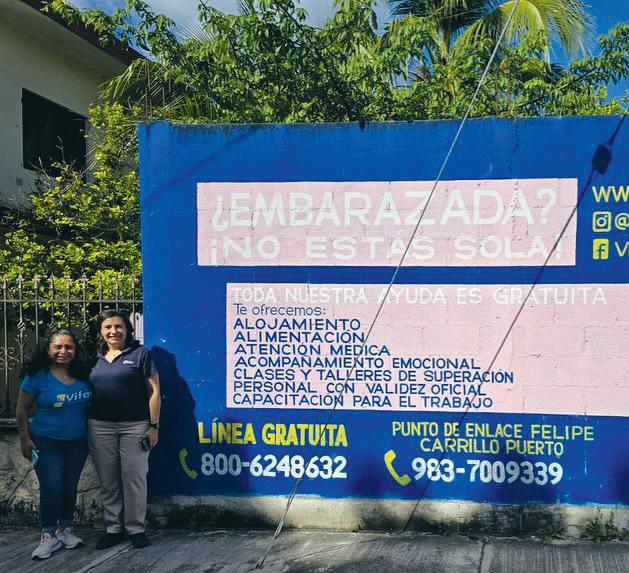 ¿EMBARAZADA?
¡NO ESTÁS SOLA!
TODA NUESTRA AYUDA ES GRATUITA
Te ofrecemos:
ALOJAMIENTO
ALIMENTACIÓN
ATENCIÓN MÉDICA
ACOMPAÑAMIENTO EMOCIONAL
CLASES Y TALLERES DE SUPERACIÓN
PERSONAL CON VALIDEZ OFICIAL
CAPACITACIÓN PARA EL TRABAJO
LÍNEA GRATUITA
800-6248632
PUNTO DE ENLACE FELIPE
CARRILLO PUERTO
983-7009339
WW
@
V
Vifa